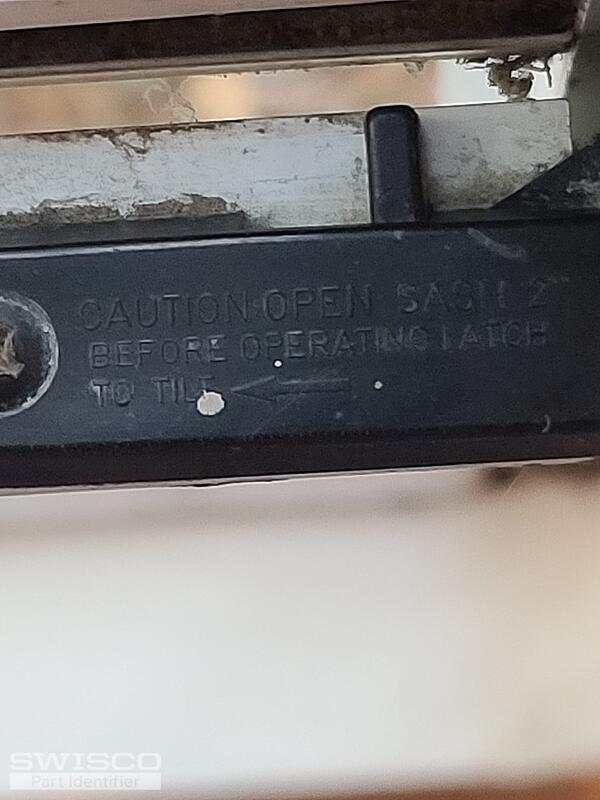 CAUTION-OPEN SASH 2"
BEFORE OPERATING LATCH
TO TILT
SWISCO
Part Identifier